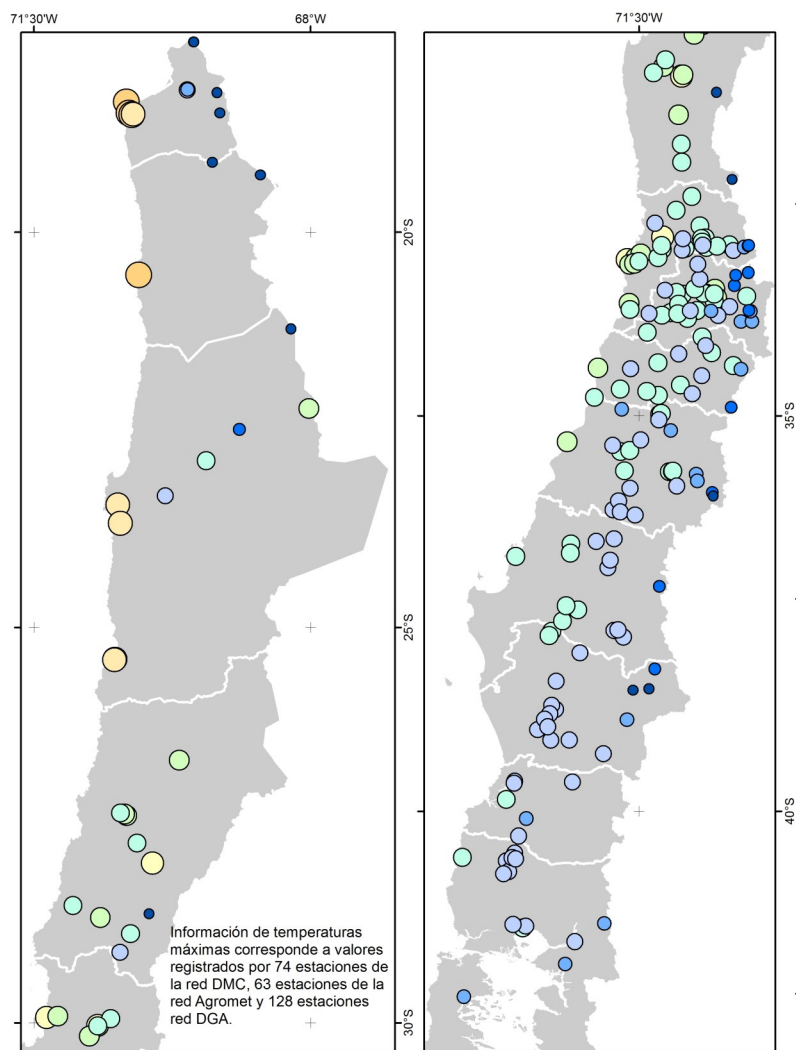 71°30'W
68°W
71°30'W
20°S
25°S
30°S
35°S
40°S
Información de temperaturas
máximas corresponde a valores
registrados por 74 estaciones de
la red DMC, 63 estaciones de la
red Agromet y 128 estaciones
red DGA.